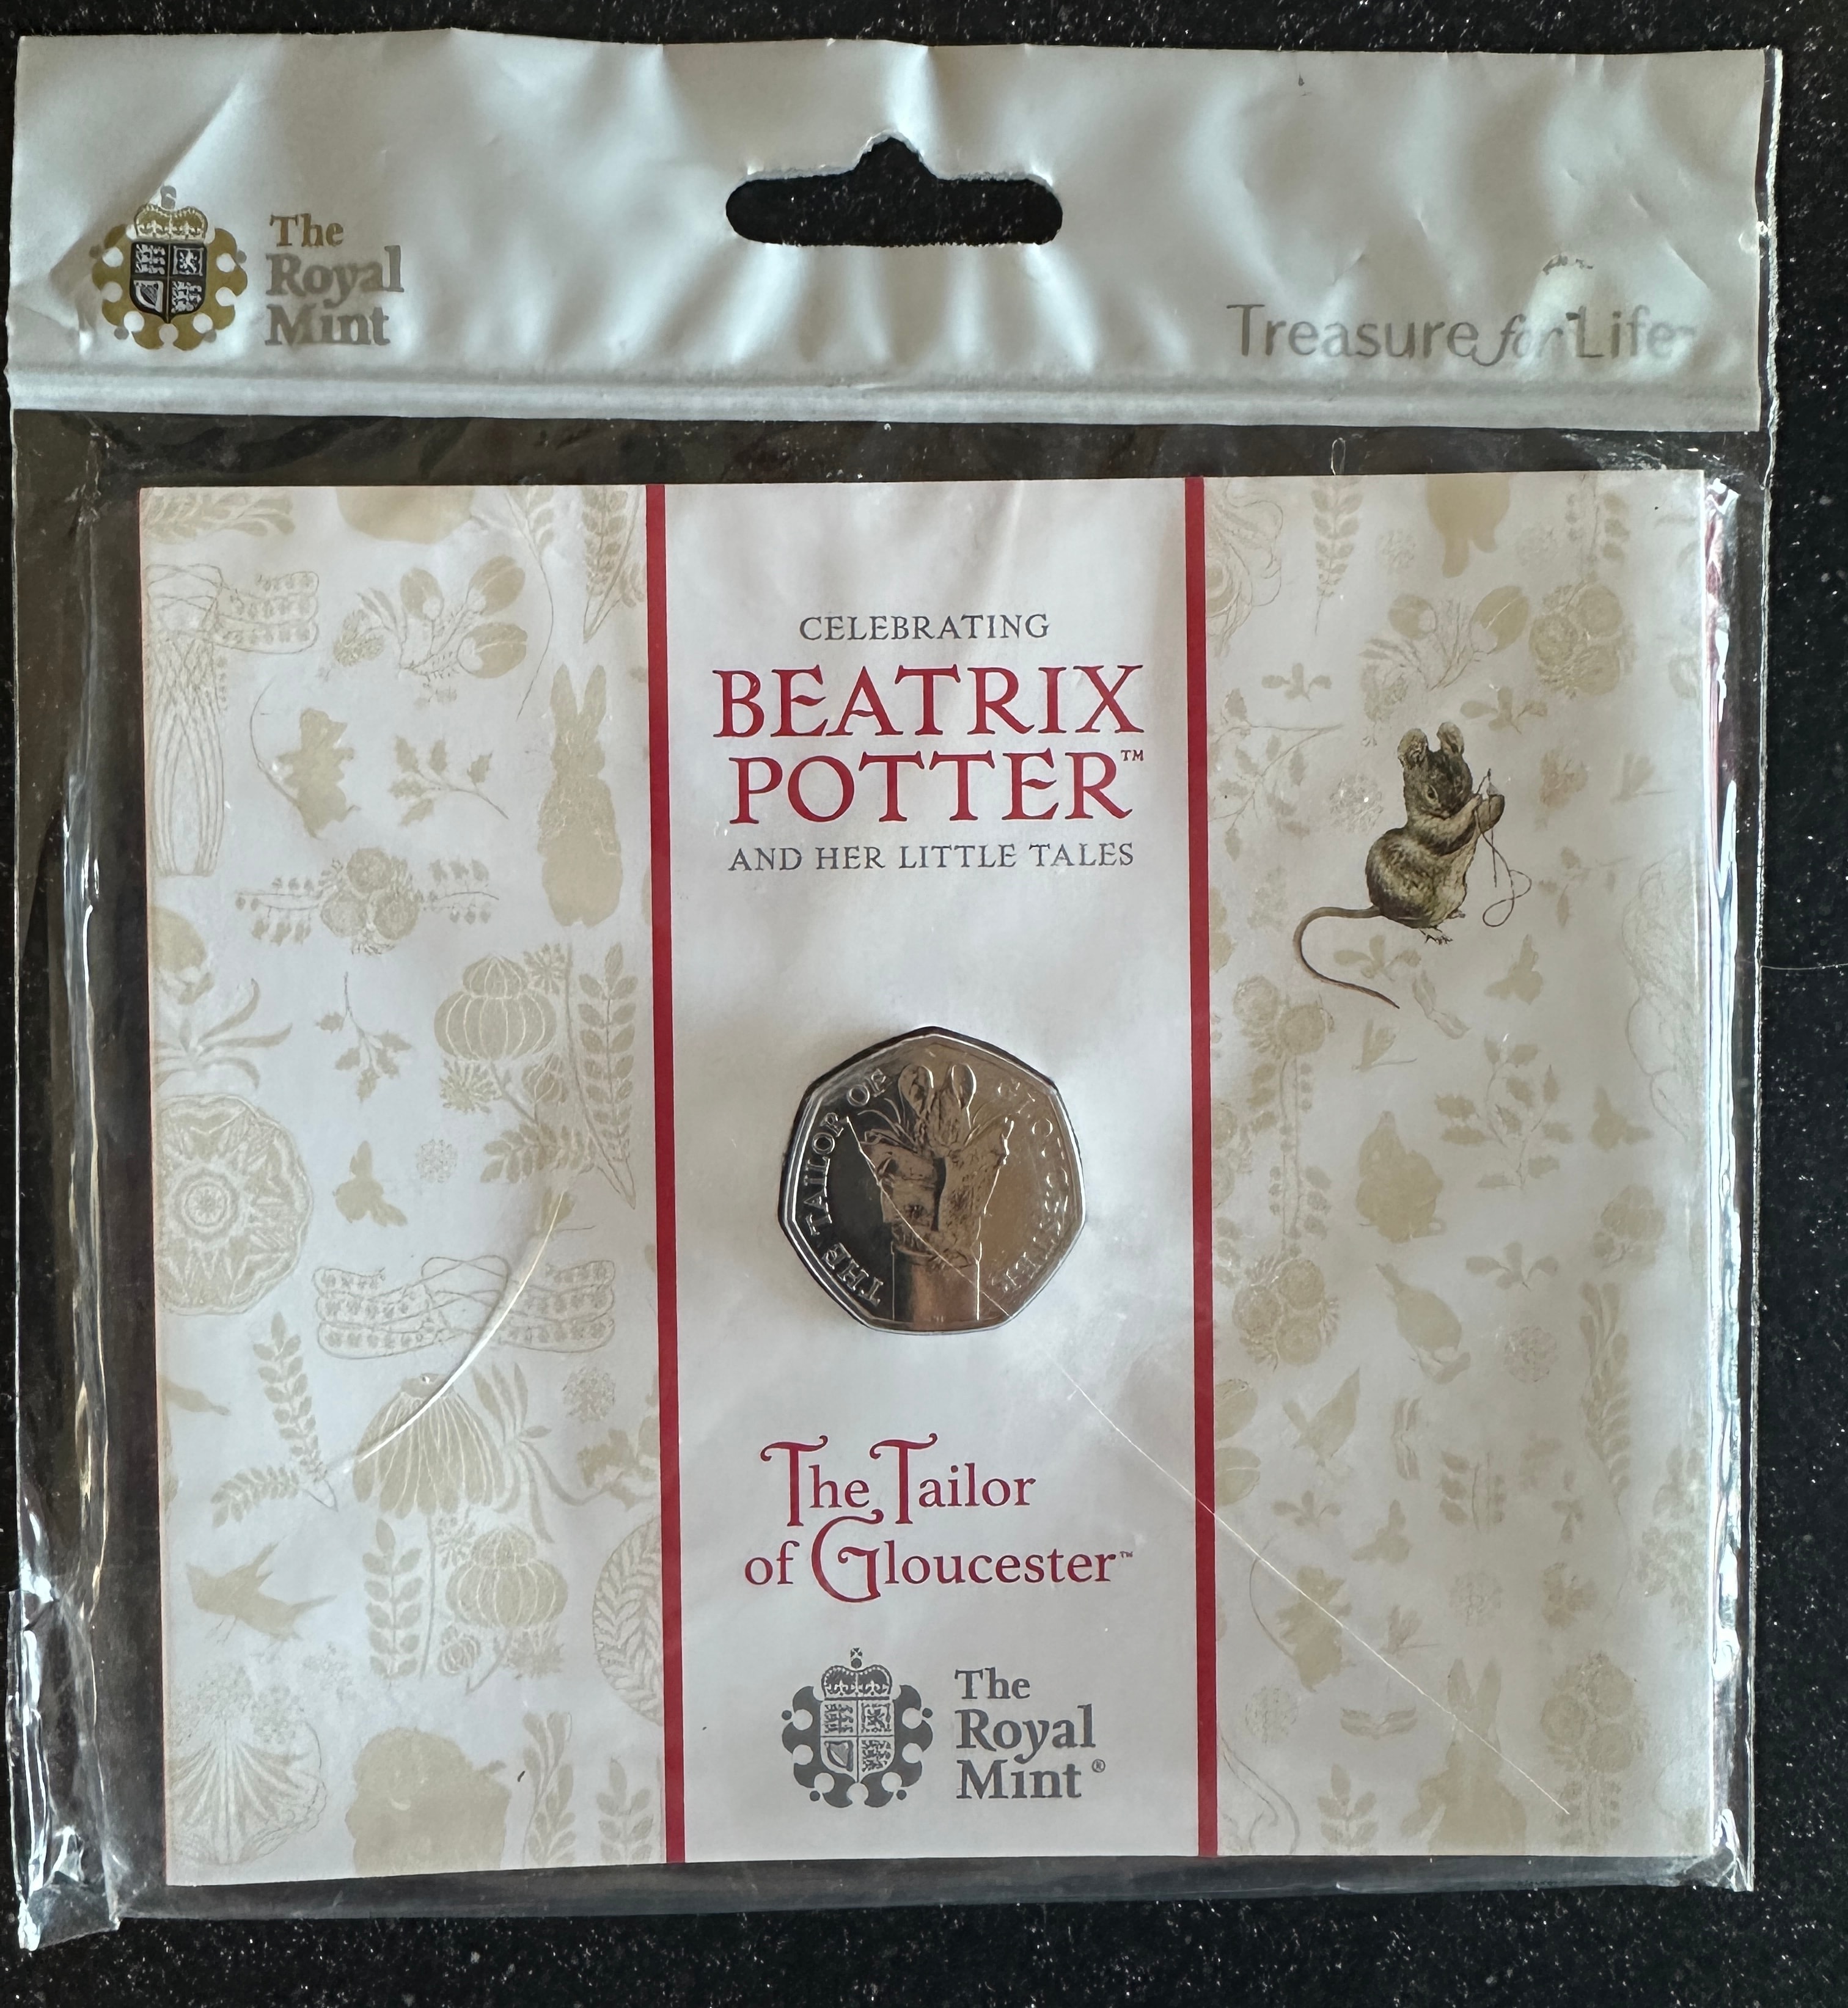 The
Royal
Mint
Treasure for Life
CELEBRATING
BEATRIX
POTTER™
AND HER LITTLE TALES
THE TAILOR OF GLOUCESTER
The Tailor
of Gloucester™
The
Royal
Mint®